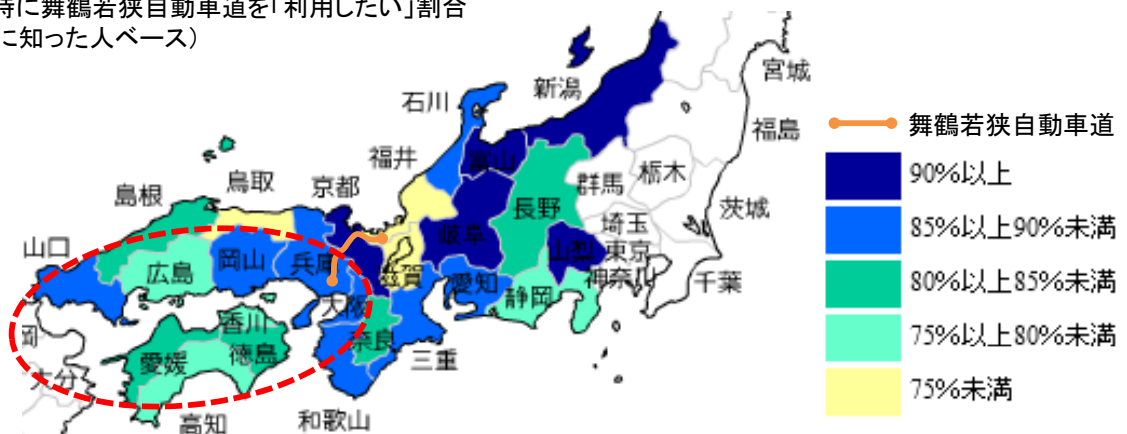 時に舞鶴若狭自動車道を「利用したい」割合
に知った人ベース）
宮城
新潟
石川
福島
舞鶴若狭自動車道
福井
富山
90%以上
群馬
栃木
島根
鳥取
京都
長野
茨城
埼玉
85%以上90%未満
山口
岐阜
山梨
東京
広島
岡山
兵庫
滋賀
愛知
神奈川
千葉
80%以上85%未満
静岡
大阪
香川
岡
奈良
75%以上80%未満
愛媛
徳島
三重
大分
75%未満
高知
和歌山